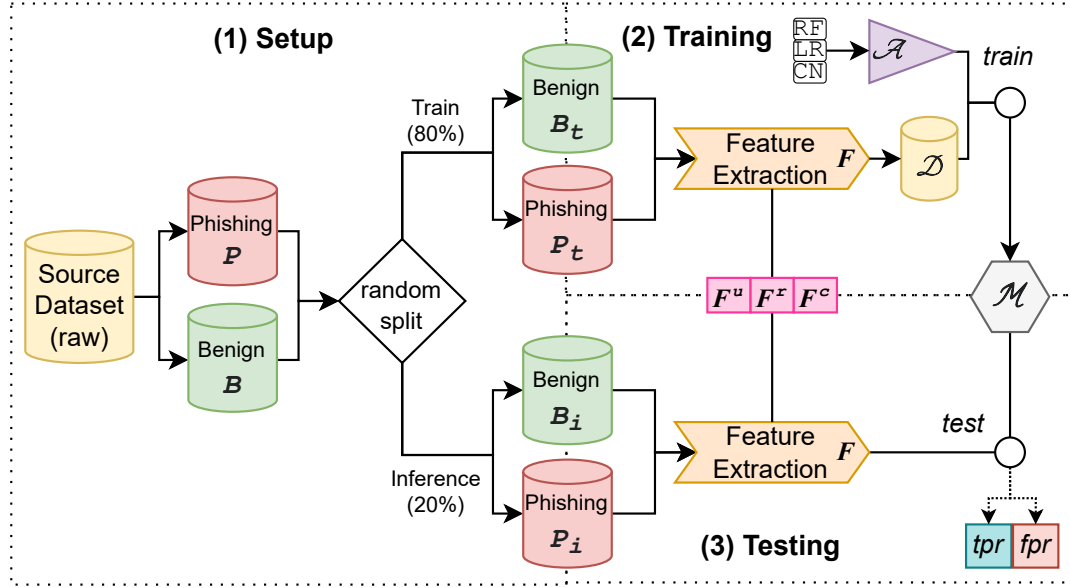 (1) Setup
(2) Training
RF
LR
CN
𝒜
train
Train
(80%)
Benign
B_t
Feature
Extraction
F
𝒟
Phishing
P_t
Phishing
P
Source
Dataset
(raw)
random
split
F^u
F^r
F^c
ℳ
Benign
B
Benign
B_i
Feature
Extraction
F
test
Inference
(20%)
Phishing
P_i
(3) Testing
tpr
fpr